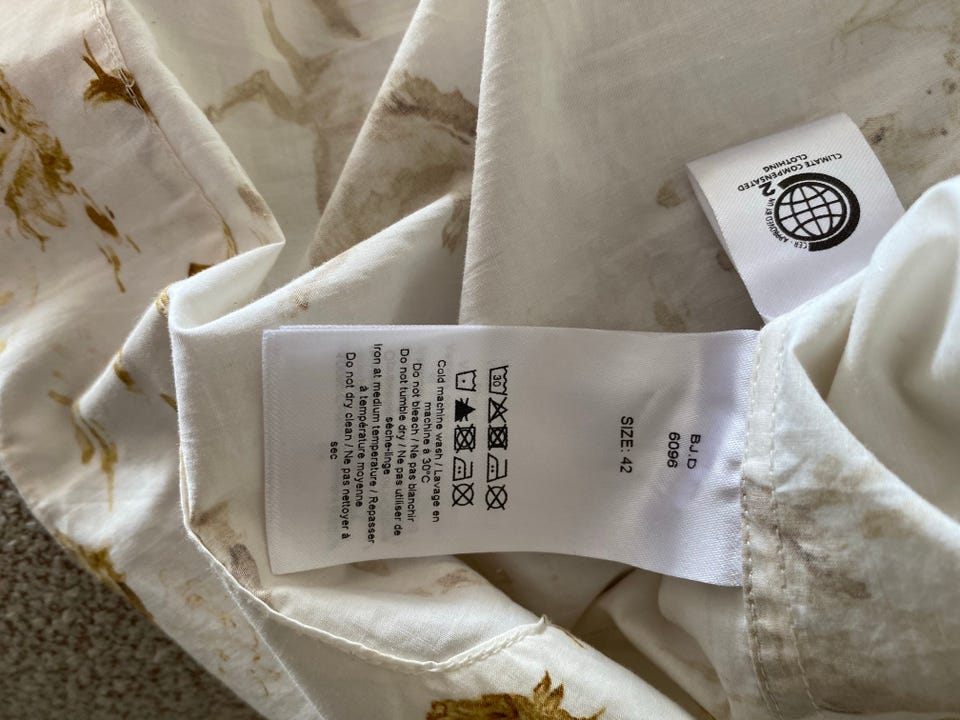 BJ.D
6096
SIZE: 42
30
Cold machine wash / Lavage en
machine à 30°C
Do not bleach / Ne pas blanchir
Do not tumble dry / Ne pas utiliser de
sèche-linge
Iron at medium temperature / Repasser
à température moyenne
Do not dry clean / Ne pas nettoyer à
sec
CLIMATE COMPENSATED
CLOTHING